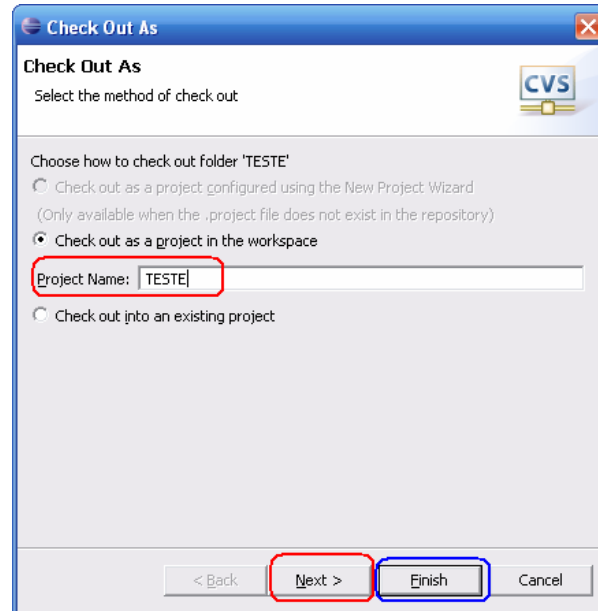 Check Out As
Check Out As
Select the method of check out
CVS
Choose how to check out folder 'TESTE'
Check out as a project configured using the New Project Wizard
(Only available when the .project file does not exist in the repository)
Check out as a project in the workspace
Project Name: TESTE
Check out into an existing project
< Back Next > Finish Cancel